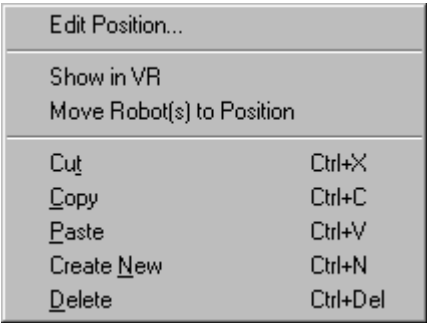 Edit Position...
Show in VR
Move Robot(s) to Position
Cut Ctrl+X
Copy Ctrl+C
Paste Ctrl+V
Create New Ctrl+N
Delete Ctrl+Del